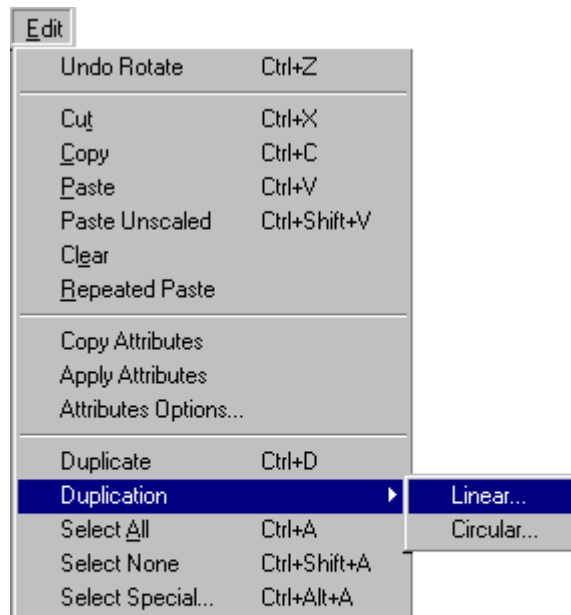 Edit
Undo Rotate Ctrl+Z
Cut Ctrl+X
Copy Ctrl+C
Paste Ctrl+V
Paste Unscaled Ctrl+Shift+V
Clear
Repeated Paste
Copy Attributes
Apply Attributes
Attributes Options...
Duplicate Ctrl+D
Duplication Linear...
Select All Ctrl+A Circular...
Select None Ctrl+Shift+A
Select Special... Ctrl+Alt+A